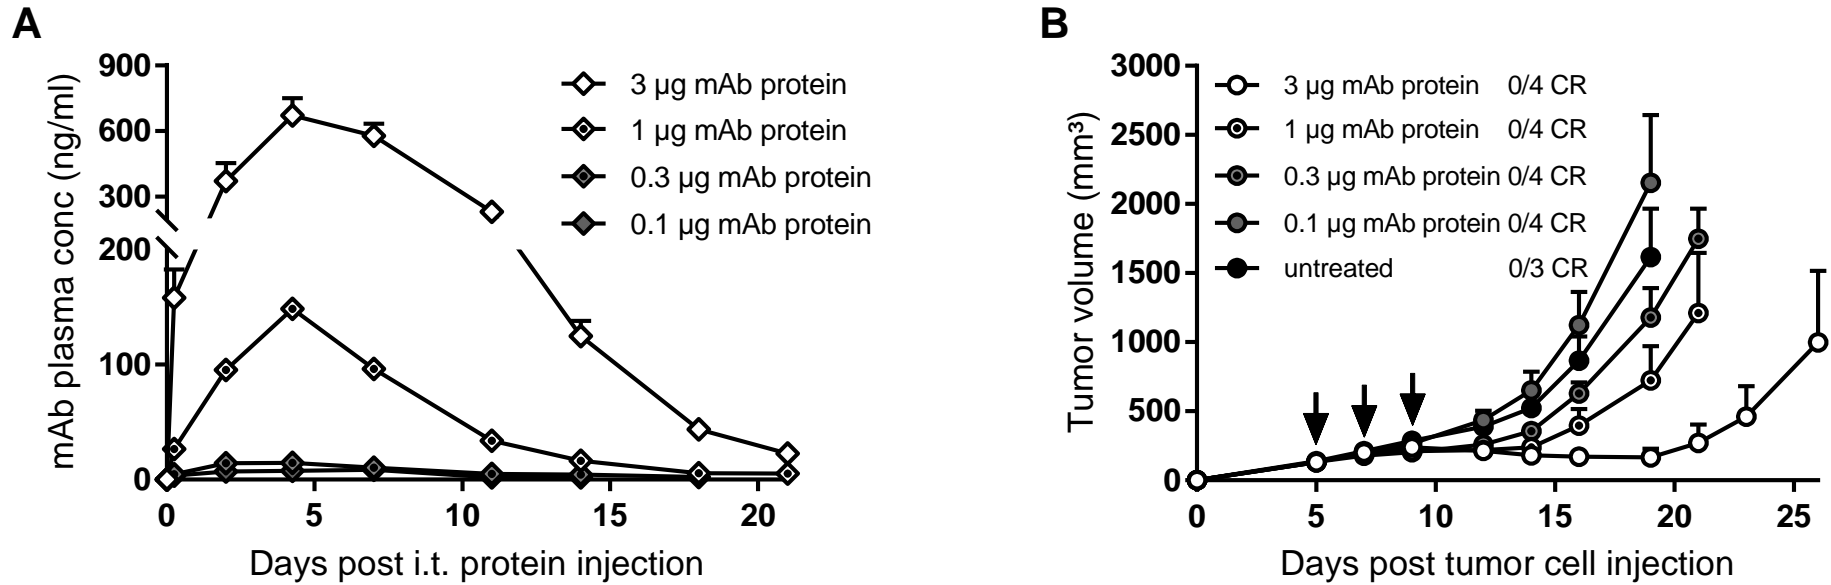 A
mAb plasma conc (ng/ml)
900
600
300
200
100
0
0 5 10 15 20
Days post i.t. protein injection
3 µg mAb protein
1 µg mAb protein
0.3 µg mAb protein
0.1 µg mAb protein
B
Tumor volume (mm³)
3000
2500
2000
1500
1000
500
0
0 5 10 15 20 25
Days post tumor cell injection
3 µg mAb protein 0/4 CR
1 µg mAb protein 0/4 CR
0.3 µg mAb protein 0/4 CR
0.1 µg mAb protein 0/4 CR
untreated 0/3 CR